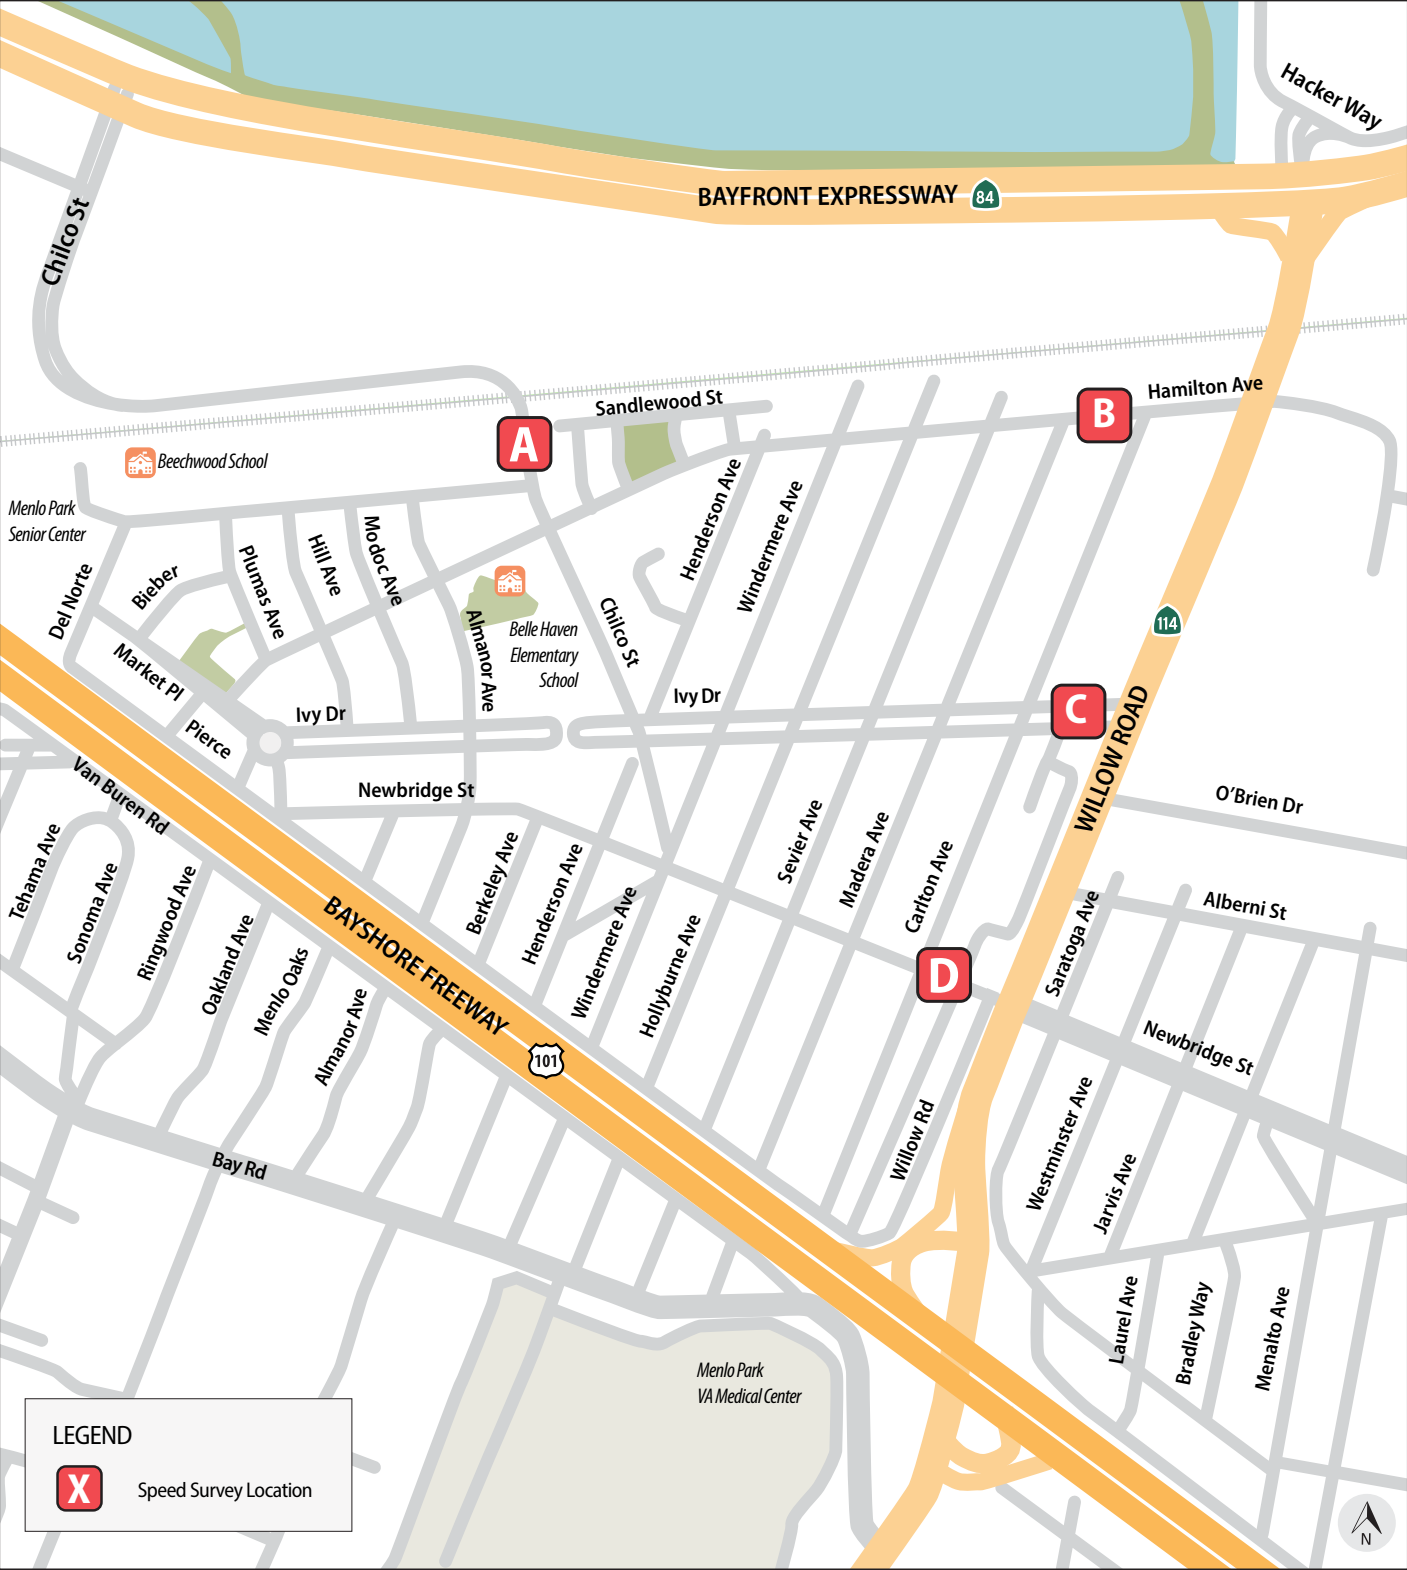 Hacker Way
BAYFRONT EXPRESSWAY
84
Chilco St
Hamilton Ave
Sandlewood St
B
A
Beechwood School
Menlo Park
Senior Center
Henderson Ave
Windermere Ave
Modoc Ave
Hill Ave
Plumas Ave
Bieber
Del Norte
Almanor Ave
Belle Haven
Elementary
School
Chilco St
114
Market Pl
Pierce
Ivy Dr
Ivy Dr
C
WILLOW ROAD
Newbridge St
O'Brien Dr
Van Buren Rd
Tehama Ave
Sonoma Ave
Ringwood Ave
Oakland Ave
Menlo Oaks
Almanor Ave
BAYSHORE FREEWAY
101
Berkeley Ave
Henderson Ave
Windermere Ave
Hollyburne Ave
Sevier Ave
Madera Ave
Carlton Ave
D
Saratoga Ave
Alberni St
Newbridge St
Willow Rd
Westminster Ave
Jarvis Ave
Bay Rd
Laurel Ave
Bradley Way
Menalto Ave
Menlo Park
VA Medical Center
LEGEND
X
Speed Survey Location
N